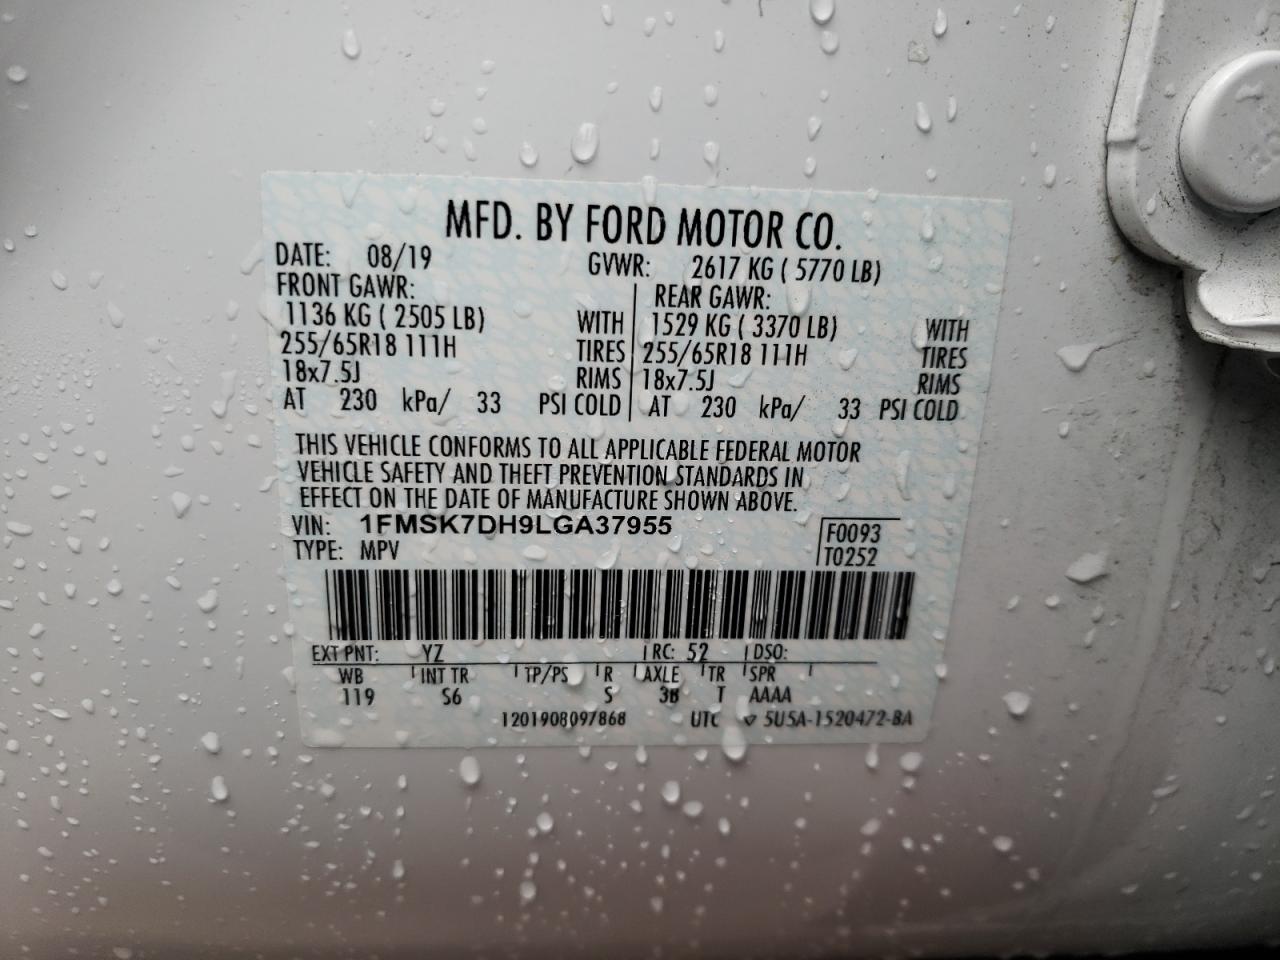 MFD. BY FORD MOTOR CO.
DATE: 08/19 GVWR: 2617 KG ( 5770 LB)
FRONT GAWR: REAR GAWR:
1136 KG ( 2505 LB) WITH 1529 KG ( 3370 LB) WITH
255/65R18 111H TIRES 255/65R18 111H TIRES
18x7.5J RIMS 18x7.5J RIMS
AT 230 kPa/ 33 PSI COLD AT 230 kPa/ 33 PSI COLD
THIS VEHICLE CONFORMS TO ALL APPLICABLE FEDERAL MOTOR
VEHICLE SAFETY AND THEFT PREVENTION STANDARDS IN
EFFECT ON THE DATE OF MANUFACTURE SHOWN ABOVE.
VIN: 1FMSK7DH9LGA37955 F0093
TYPE: MPV T0252
EXT PNT: YZ RC: 52 DSO:
WB INT TR TP/PS R AXLE TR SPR
119 S6 S 3B T AAAA
1201908097868 UTC ▽ 5U5A-1520472-BA